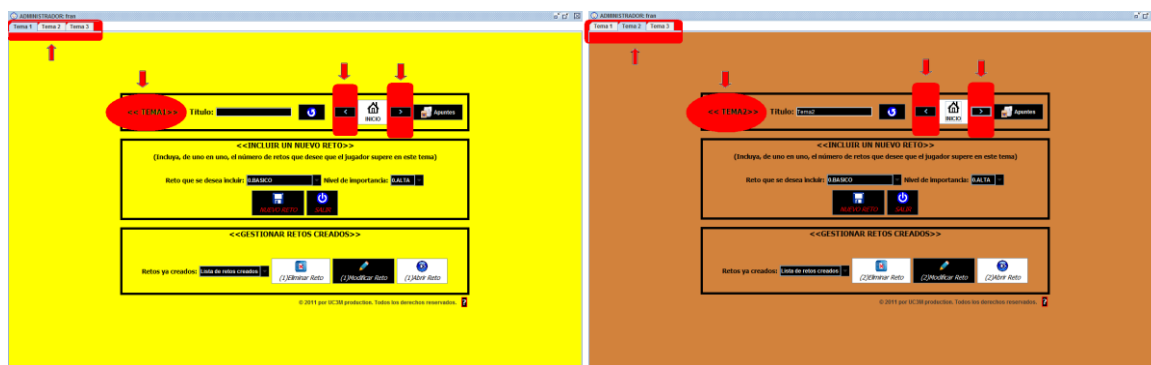 ADMINISTRADOR: fran
Tema 1 Tema 2 Tema 3
<< TEMA1>> Título: < INICIO > Apuntes
<<INCLUIR UN NUEVO RETO>>
(Incluya, de uno en uno, el número de retos que desee que el jugador supere en este tema)
Reto que se desea incluir: 0.BASICO Nivel de importancia: 0.ALTA
NUEVO RETO SALIR
<<GESTIONAR RETOS CREADOS>>
Retos ya creados: Lista de retos creados (1)Eliminar Reto (1)Modificar Reto (1)Abrir Reto
© 2011 por UC3M production. Todos los derechos reservados. ?
ADMINISTRADOR: fran
Tema 1 Tema 2 Tema 3
<< TEMA2>> Título: Tema2 < INICIO > Apuntes
<<INCLUIR UN NUEVO RETO>>
(Incluya, de uno en uno, el número de retos que desee que el jugador supere en este tema)
Reto que se desea incluir: 0.BASICO Nivel de importancia: 0.ALTA
NUEVO RETO SALIR
<<GESTIONAR RETOS CREADOS>>
Retos ya creados: Lista de retos creados (2)Eliminar Reto (2)Modificar Reto (2)Abrir Reto
© 2011 por UC3M production. Todos los derechos reservados. ?